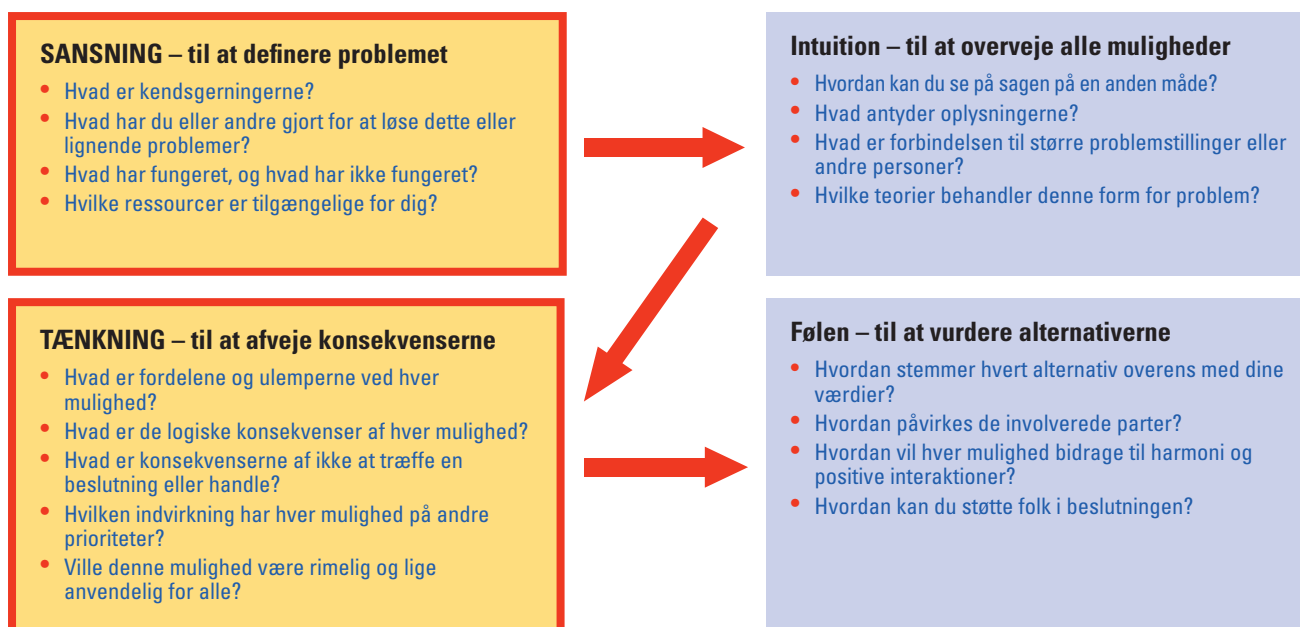 SANSNING – til at definere problemet
• Hvad er kendsgerningerne?
• Hvad har du eller andre gjort for at løse dette eller
lignende problemer?
• Hvad har fungeret, og hvad har ikke fungeret?
• Hvilke ressourcer er tilgængelige for dig?
Intuition – til at overveje alle muligheder
• Hvordan kan du se på sagen på en anden måde?
• Hvad antyder oplysningerne?
• Hvad er forbindelsen til større problemstillinger eller
andre personer?
• Hvilke teorier behandler denne form for problem?
TÆNKNING – til at afveje konsekvenserne
• Hvad er fordelene og ulemperne ved hver
mulighed?
• Hvad er de logiske konsekvenser af hver mulighed?
• Hvad er konsekvenserne af ikke at træffe en
beslutning eller handle?
• Hvilken indvirkning har hver mulighed på andre
prioriteter?
• Ville denne mulighed være rimelig og lige
anvendelig for alle?
Følen – til at vurdere alternativerne
• Hvordan stemmer hvert alternativ overens med dine
værdier?
• Hvordan påvirkes de involverede parter?
• Hvordan vil hver mulighed bidrage til harmoni og
positive interaktioner?
• Hvordan kan du støtte folk i beslutningen?